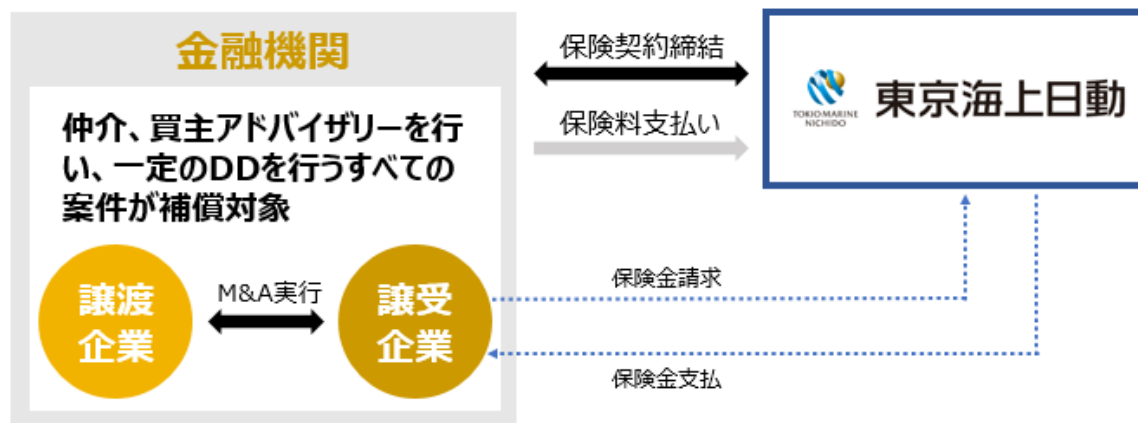 金融機関
仲介、買主アドバイザリーを行
い、一定のDDを行うすべての
案件が補償対象
譲渡
企業
M&A実行
譲受
企業
保険契約締結
保険料支払い
TOKIO MARINE
NICHIDO
東京海上日動
保険金請求
保険金支払